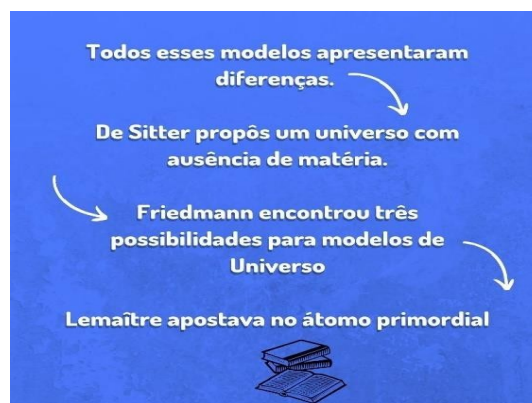 Todos esses modelos apresentaram
diferenças.
De Sitter propôs um universo com
ausência de matéria.
Friedmann encontrou três
possibilidades para modelos de
Universo
Lemaître apostava no átomo primordial